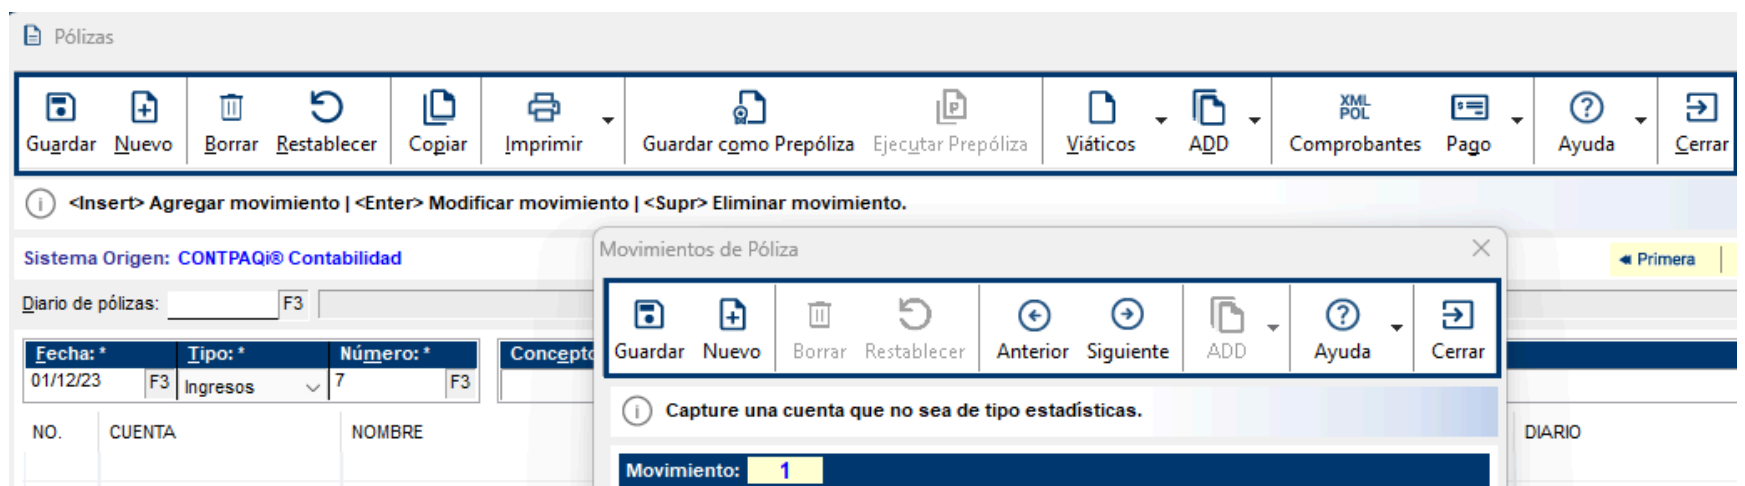 Pólizas
Guardar Nuevo Borrar Restablecer Copiar Imprimir Guardar como Prepóliza Ejecutar Prepóliza Viáticos ADD XML POL Comprobantes Pago Ayuda Cerrar
<Insert> Agregar movimiento | <Enter> Modificar movimiento | <Supr> Eliminar movimiento.
Sistema Origen: CONTPAQi® Contabilidad
Primera
Diario de pólizas: F3
Fecha: * Tipo: * Número: * Concepto
01/12/23 F3 Ingresos 7 F3
NO. CUENTA NOMBRE DIARIO
Movimientos de Póliza
Guardar Nuevo Borrar Restablecer Anterior Siguiente ADD Ayuda Cerrar
Capture una cuenta que no sea de tipo estadísticas.
Movimiento: 1